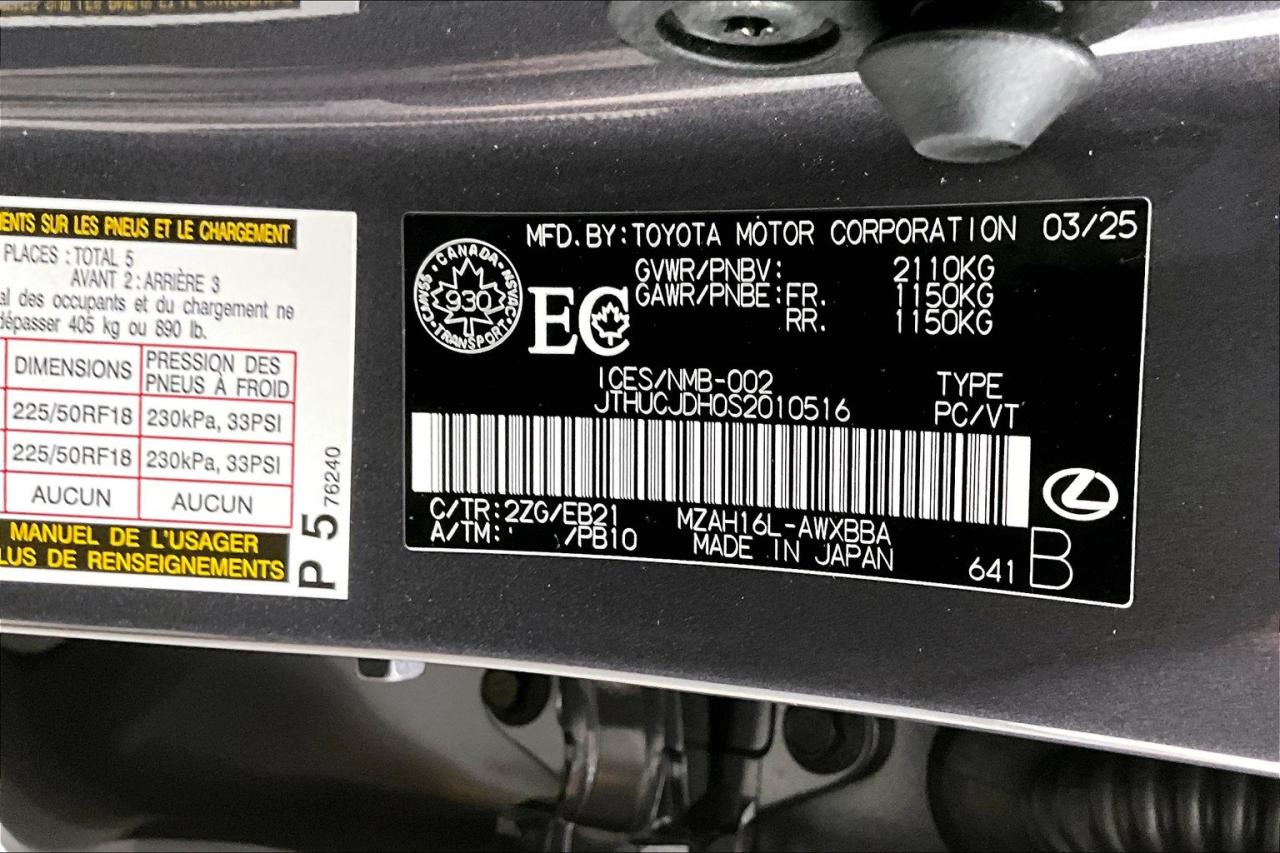 MENTS SUR LES PNEUS ET LE CHARGEMENT
PLACES : TOTAL 5
AVANT 2 : ARRIÈRE 3
al des occupants et du chargement ne
dépasser 405 kg ou 890 lb.
DIMENSIONS PRESSION DES PNEUS À FROID
225/50RF18 230kPa, 33PSI
225/50RF18 230kPa, 33PSI
AUCUN AUCUN
MANUEL DE L'USAGER
PLUS DE RENSEIGNEMENTS
P 5 76240
MFD. BY: TOYOTA MOTOR CORPORATION 03/25
CANADA
CMVSS 930 NSVAC
TRANSPORT
EC
GVWR/PNBV: 2110KG
GAWR/PNBE: FR. 1150KG
RR. 1150KG
ICES/NMB-002 TYPE
JTHUCJDH0S2010516 PC/VT
C/TR: 2ZG/EB21 MZAH16L-AWXBBA
A/TM: /PB10 MADE IN JAPAN
641 B